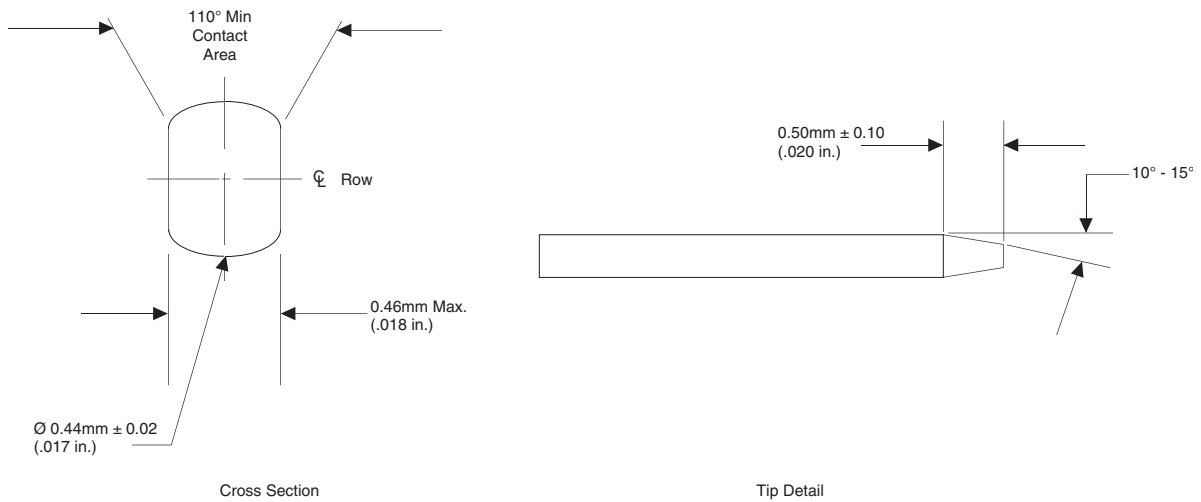 110° Min
Contact
Area
℄ Row
0.46mm Max.
(.018 in.)
Ø 0.44mm ± 0.02
(.017 in.)
Cross Section
0.50mm ± 0.10
(.020 in.)
10° - 15°
Tip Detail